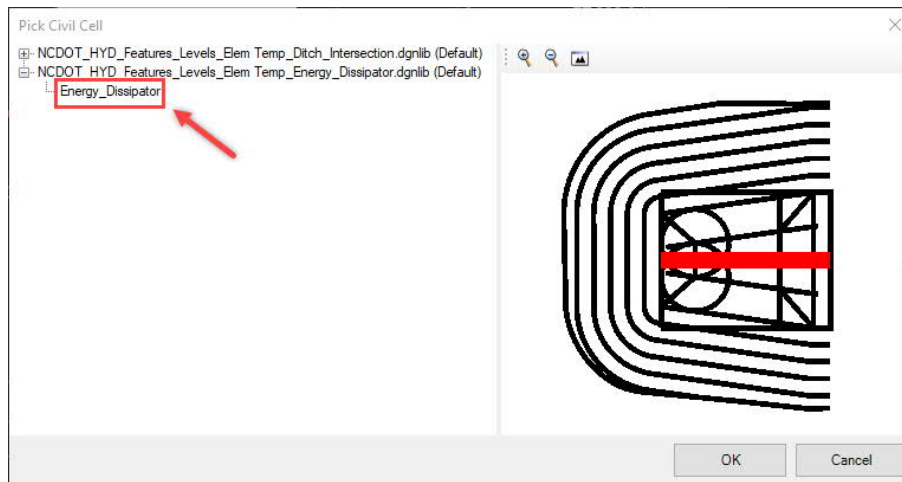 Pick Civil Cell
NCDOT_HYD_Features_Levels_Elem Temp_Ditch_Intersection.dgnlib (Default)
NCDOT_HYD_Features_Levels_Elem Temp_Energy_Dissipator.dgnlib (Default)
Energy_Dissipator
OK
Cancel